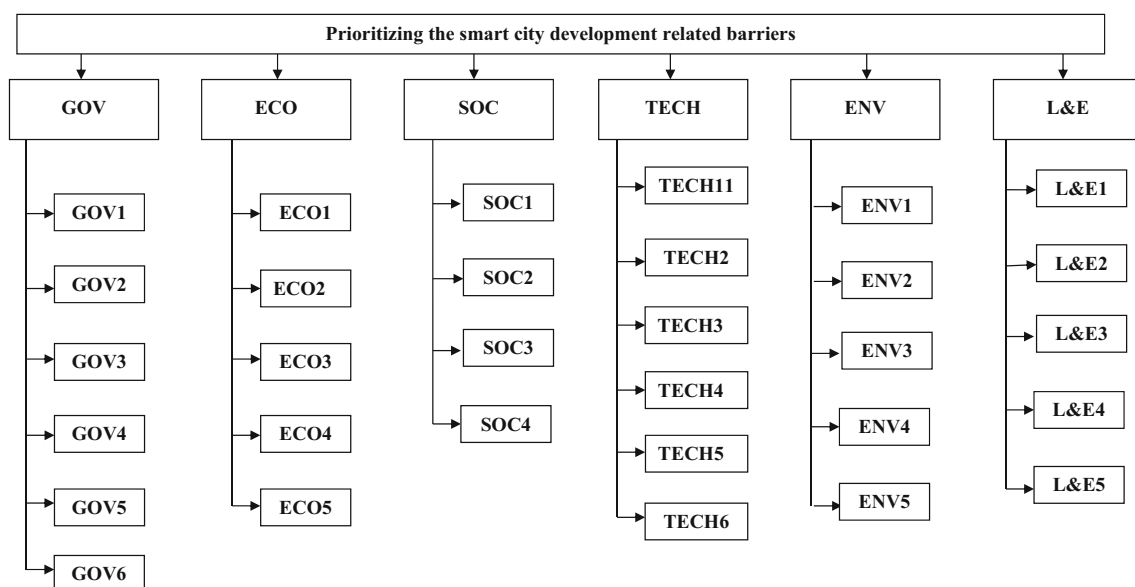 Prioritizing the smart city development related barriers
GOV
ECO
SOC
TECH
ENV
L&E
GOV1
GOV2
GOV3
GOV4
GOV5
GOV6
ECO1
ECO2
ECO3
ECO4
ECO5
SOC1
SOC2
SOC3
SOC4
TECH11
TECH2
TECH3
TECH4
TECH5
TECH6
ENV1
ENV2
ENV3
ENV4
ENV5
L&E1
L&E2
L&E3
L&E4
L&E5